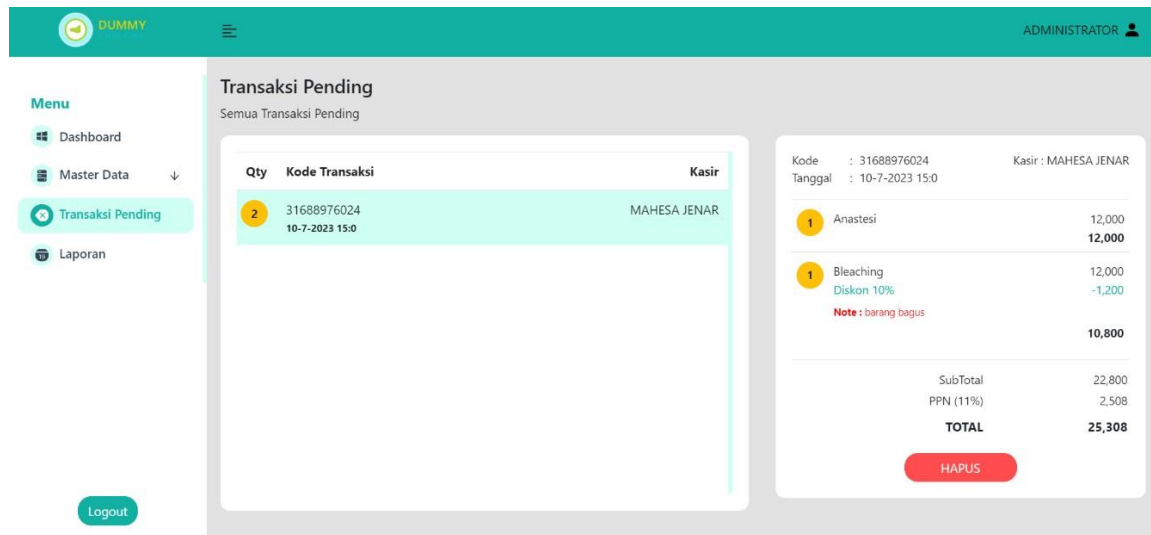 DUMMY
ADMINISTRATOR
Menu
Dashboard
Master Data
Transaksi Pending
Laporan
Logout
Transaksi Pending
Semua Transaksi Pending
Qty Kode Transaksi Kasir
2 31688976024 MAHESA JENAR
10-7-2023 15:0
Kode : 31688976024 Kasir : MAHESA JENAR
Tanggal : 10-7-2023 15:0
1 Anastesi 12,000
12,000
1 Bleaching 12,000
Diskon 10% -1,200
Note : barang bagus
10,800
SubTotal 22,800
PPN (11%) 2,508
TOTAL 25,308
HAPUS